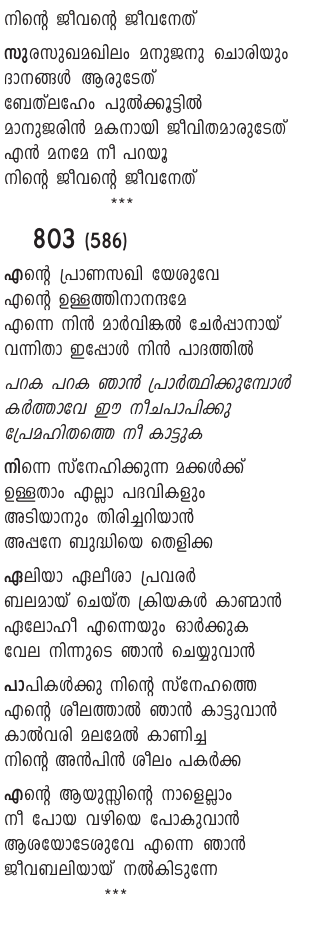 നിന്റെ ജീവന്റെ ജീവനേത്
സുരസുഖമഖിലം മനുജനു ചൊരിയും
ദാനങ്ങൾ ആരുടേത്
ബേത്‌ലഹേം പുൽക്കൂട്ടിൽ
മാനുജരിൻ മകനായി ജീവിതമാരുടേത്
എൻ മനമേ നീ പറയൂ
നിന്റെ ജീവന്റെ ജീവനേത്
***
803 (586)
എന്റെ പ്രാണസഖി യേശുവേ
എന്റെ ഉള്ളത്തിനാനന്ദമേ
എന്നെ നിൻ മാർവിങ്കൽ ചേർപ്പാനായ്
വന്നിതാ ഇപ്പോൾ നിൻ പാദത്തിൽ
പറക പറക ഞാൻ പ്രാർത്ഥിക്കുമ്പോൾ
കർത്താവേ ഈ നീചപാപിക്കു
പ്രേമഹിതത്തെ നീ കാട്ടുക
നിന്നെ സ്നേഹിക്കുന്ന മക്കൾക്ക്
ഉള്ളതാം എല്ലാ പദവികളും
അടിയാനും തിരിച്ചറിയാൻ
അപ്പനേ ബുദ്ധിയെ തെളിക്ക
ഏലിയാ ഏലീശാ പ്രവരർ
ബലമായ് ചെയ്ത ക്രിയകൾ കാണ്മാൻ
ഏലോഹീ എന്നെയും ഓർക്കുക
വേല നിന്നുടെ ഞാൻ ചെയ്യുവാൻ
പാപികൾക്കു നിന്റെ സ്നേഹത്തെ
എന്റെ ശീലത്താൽ ഞാൻ കാട്ടുവാൻ
കാൽവരി മലമേൽ കാണിച്ച
നിന്റെ അൻപിൻ ശീലം പകർക്ക
എന്റെ ആയുസ്സിന്റെ നാളെല്ലാം
നീ പോയ വഴിയെ പോകുവാൻ
ആശയോടേശുവേ എന്നെ ഞാൻ
ജീവബലിയായ് നൽകിടുന്നേ
***